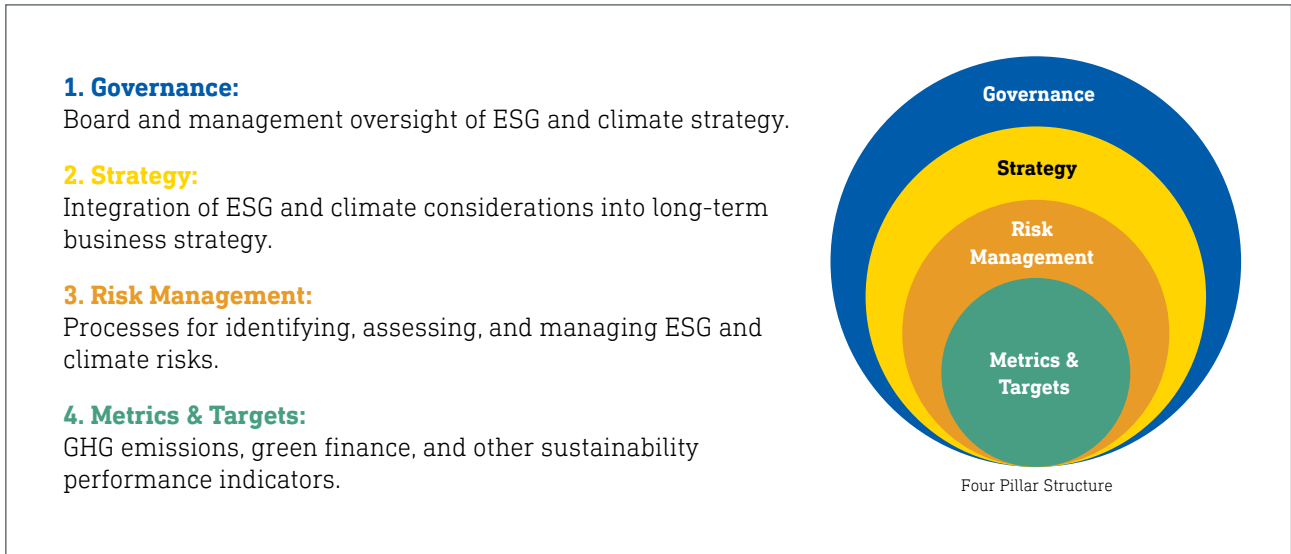 1. Governance:
Board and management oversight of ESG and climate strategy.
2. Strategy:
Integration of ESG and climate considerations into long-term
business strategy.
3. Risk Management:
Processes for identifying, assessing, and managing ESG and
climate risks.
4. Metrics & Targets:
GHG emissions, green finance, and other sustainability
performance indicators.
Governance
Strategy
Risk
Management
Metrics &
Targets
Four Pillar Structure